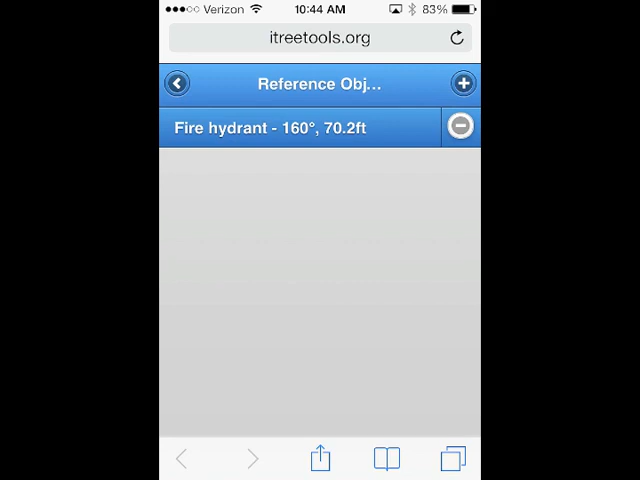 Verizon 10:44 AM 83%
itreetools.org
Reference Obj...
Fire hydrant - 160°, 70.2ft